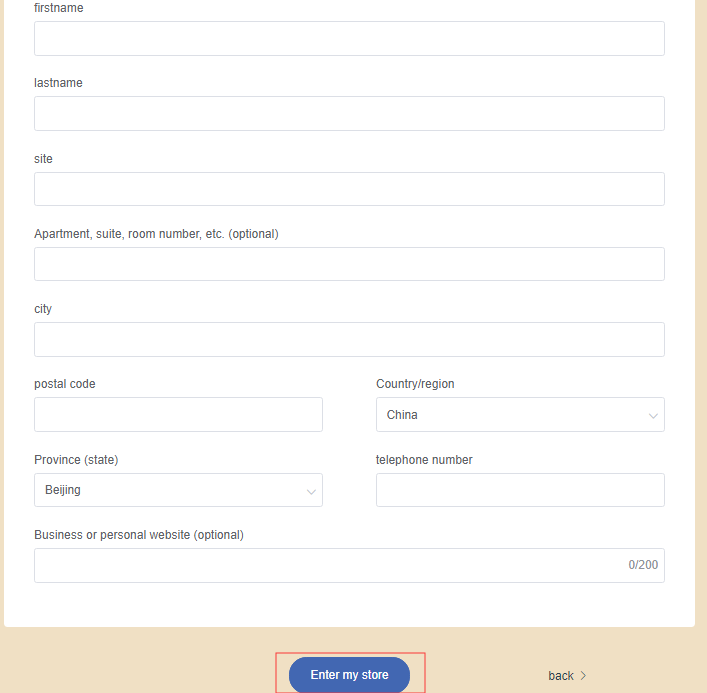 firstname
lastname
site
Apartment, suite, room number, etc. (optional)
city
postal code
Country/region
China
Province (state)
telephone number
Beijing
Business or personal website (optional)
0/200
Enter my store
back